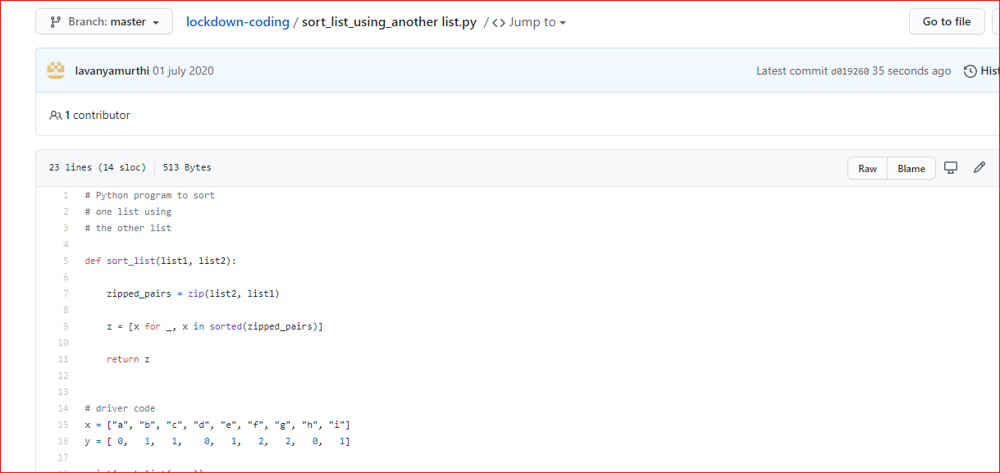 Branch: master lockdown-coding / sort_list_using_another list.py / <> Jump to Go to file
lavanyamurthi 01 july 2020 Latest commit d019260 35 seconds ago
1 contributor
23 lines (14 sloc) 513 Bytes Raw Blame
1 # Python program to sort
2 # one list using
3 # the other list
4
5 def sort_list(list1, list2):
6
7 zipped_pairs = zip(list2, list1)
8
9 z = [x for _, x in sorted(zipped_pairs)]
10
11 return z
12
13
14 # driver code
15 x = ["a", "b", "c", "d", "e", "f", "g", "h", "i"]
16 y = [ 0, 1, 1, 0, 1, 2, 2, 0, 1]
17